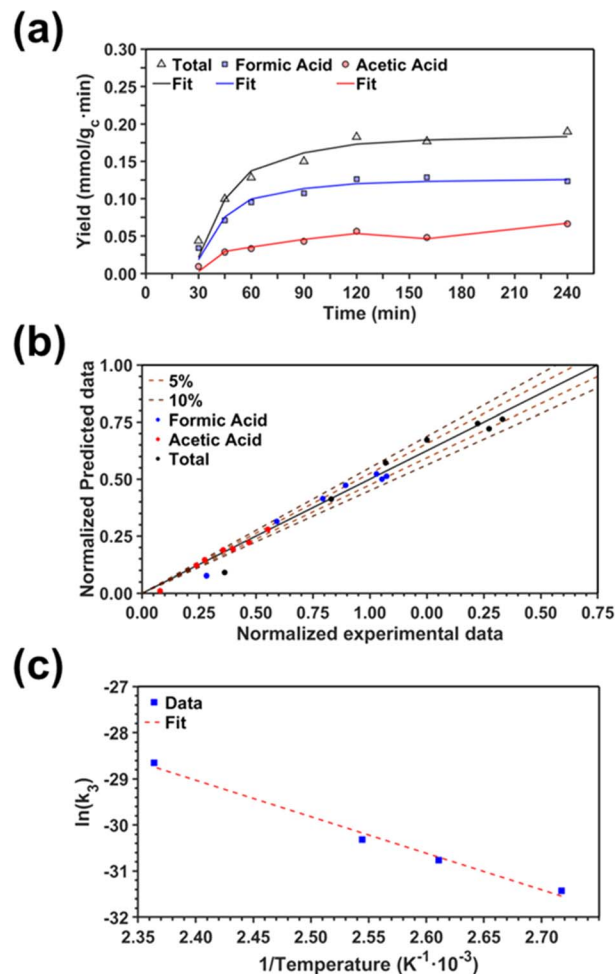 (a)
0.30
0.25
0.20
0.15
0.10
0.05
0.00
Yield (mmol/gc·min)
Total Formic Acid Acetic Acid
Fit Fit Fit
0 30 60 90 120 150 180 210 240
Time (min)
(b)
1.00
0.75
0.50
0.25
0.00
Normalized Predicted data
5%
10%
Formic Acid
Acetic Acid
Total
0.00 0.25 0.50 0.75 1.00 0.00 0.25 0.50 0.75
Normalized experimental data
(c)
-27
-28
-29
-30
-31
-32
ln(k3)
Data
Fit
2.35 2.40 2.45 2.50 2.55 2.60 2.65 2.70
1/Temperature (K-1·10-3)